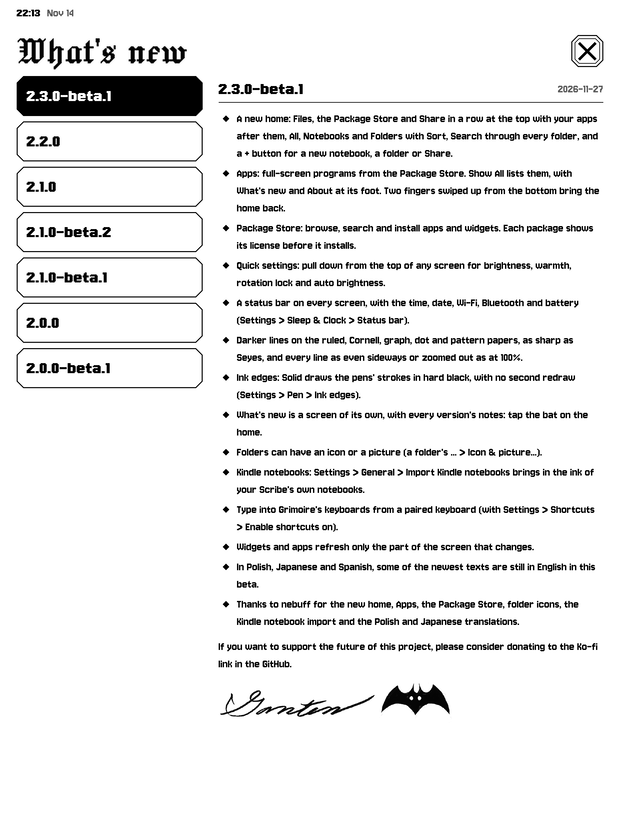 22:13 Nov 14
What's new
2.3.0-beta.1
2.2.0
2.1.0
2.1.0-beta.2
2.1.0-beta.1
2.0.0
2.0.0-beta.1
2.3.0-beta.1 2026-11-27
◆ A new home: Files, the Package Store and Share in a row at the top with your apps
after them, All, Notebooks and Folders with Sort, Search through every folder, and
a + button for a new notebook, a folder or Share.
◆ Apps: full-screen programs from the Package Store. Show All lists them, with
What's new and About at its foot. Two fingers swiped up from the bottom bring the
home back.
◆ Package Store: browse, search and install apps and widgets. Each package shows
its license before it installs.
◆ Quick settings: pull down from the top of any screen for brightness, warmth,
rotation lock and auto brightness.
◆ A status bar on every screen, with the time, date, Wi-Fi, Bluetooth and battery
(Settings > Sleep & Clock > Status bar).
◆ Darker lines on the ruled, Cornell, graph, dot and pattern papers, as sharp as
Seyes, and every line as even sideways or zoomed out as at 100%.
◆ Ink edges: Solid draws the pens' strokes in hard black, with no second redraw
(Settings > Pen > Ink edges).
◆ What's new is a screen of its own, with every version's notes: tap the bat on the
home.
◆ Folders can have an icon or a picture (a folder's ... > Icon & picture...).
◆ Kindle notebooks: Settings > General > Import Kindle notebooks brings in the ink of
your Scribe's own notebooks.
◆ Type into Grimoire's keyboards from a paired keyboard (with Settings > Shortcuts
> Enable shortcuts on).
◆ Widgets and apps refresh only the part of the screen that changes.
◆ In Polish, Japanese and Spanish, some of the newest texts are still in English in this
beta.
◆ Thanks to nebuff for the new home, Apps, the Package Store, folder icons, the
Kindle notebook import and the Polish and Japanese translations.
If you want to support the future of this project, please consider donating to the Ko-fi
link in the GitHub.